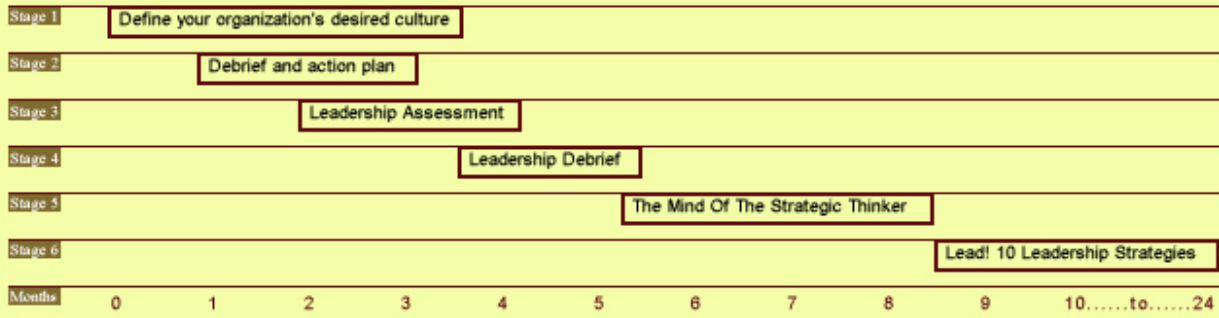 Stage 1 Define your organization's desired culture
Stage 2 Debrief and action plan
Stage 3 Leadership Assessment
Stage 4 Leadership Debrief
Stage 5 The Mind Of The Strategic Thinker
Stage 6 Lead! 10 Leadership Strategies
Months 0 1 2 3 4 5 6 7 8 9 10......to......24